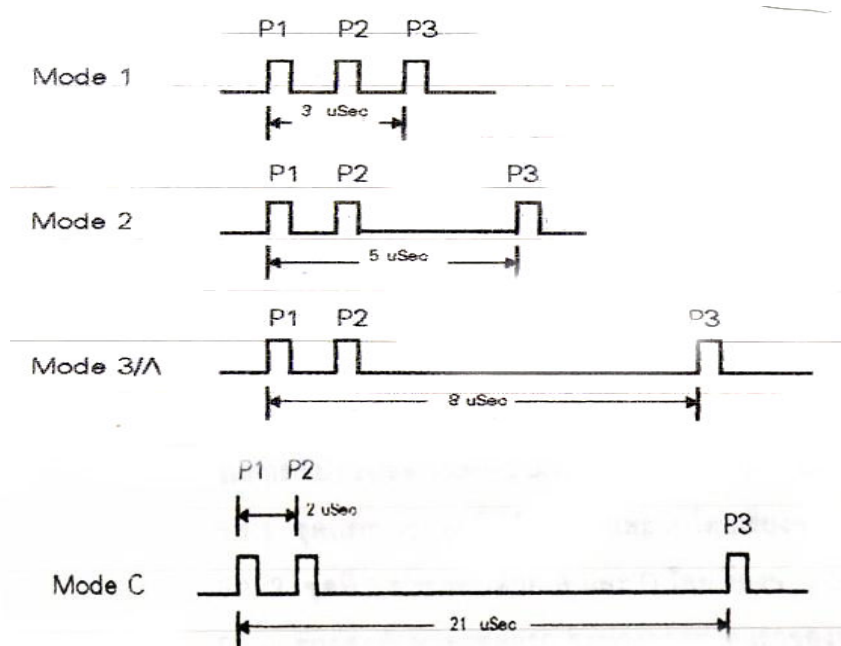 P1 P2 P3
Mode 1
3 uSec
P1 P2 P3
Mode 2
5 uSec
P1 P2 P3
Mode 3/A
8 uSec
P1 P2
2 uSec
P3
Mode C
21 uSec